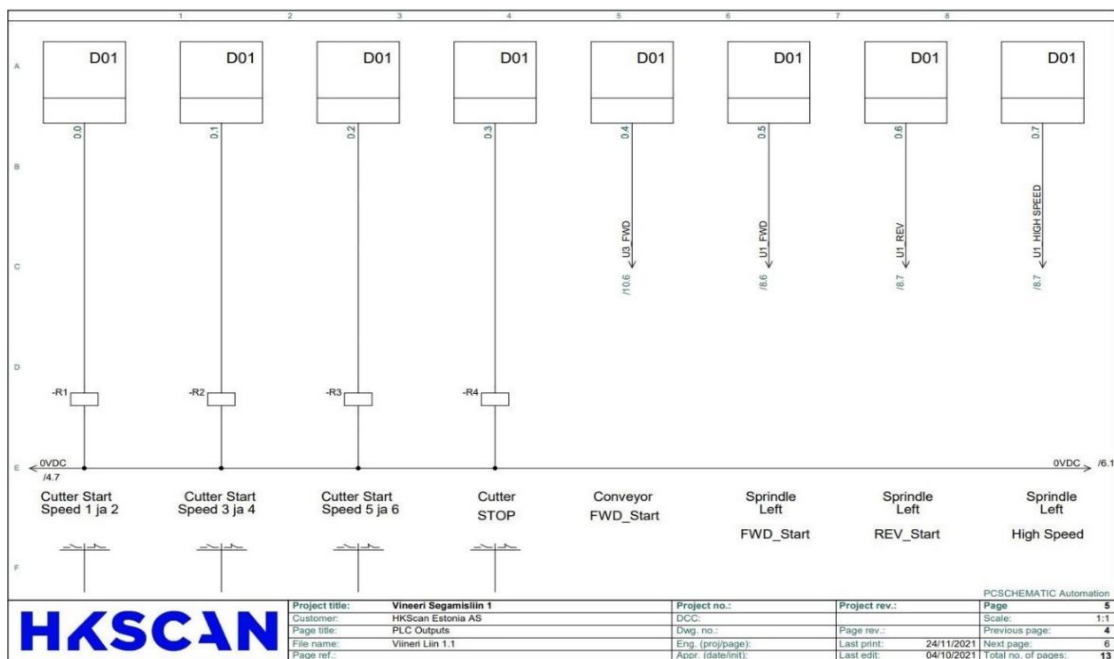 1 2 3 4 5 6 7 8
A
D01 D01 D01 D01 D01 D01 D01 D01
0.0 0.1 0.2 0.3 0.4 0.5 0.6 0.7
B
U3_FWD U1_FWD U1_REV U1_HIGH SPEED
C
/10.6 /8.6 /8.7 /8.7
D
-R1 -R2 -R3 -R4
E
0VDC 0VDC
/4.7 /6.1
Cutter Start
Speed 1 ja 2
Cutter Start
Speed 3 ja 4
Cutter Start
Speed 5 ja 6
Cutter
STOP
Conveyor
FWD_Start
Sprindle
Left
FWD_Start
Sprindle
Left
REV_Start
Sprindle
Left
High Speed
F
PCSCHEMATIC Automation
HKSCAN
Project title: Vineeri Segamisliin 1 Project no.: Project rev.: Page 5
Customer: HKScan Estonia AS DCC: Scale: 1:1
Page title: PLC Outputs Dwg. no.: Page rev.: Previous page: 4
File name: Viineri Liin 1.1 Eng. (proj/page): Last print: 24/11/2021 Next page: 6
Page ref.: Appr. (date/init): Last edit: 04/10/2021 Total no. of pages: 13